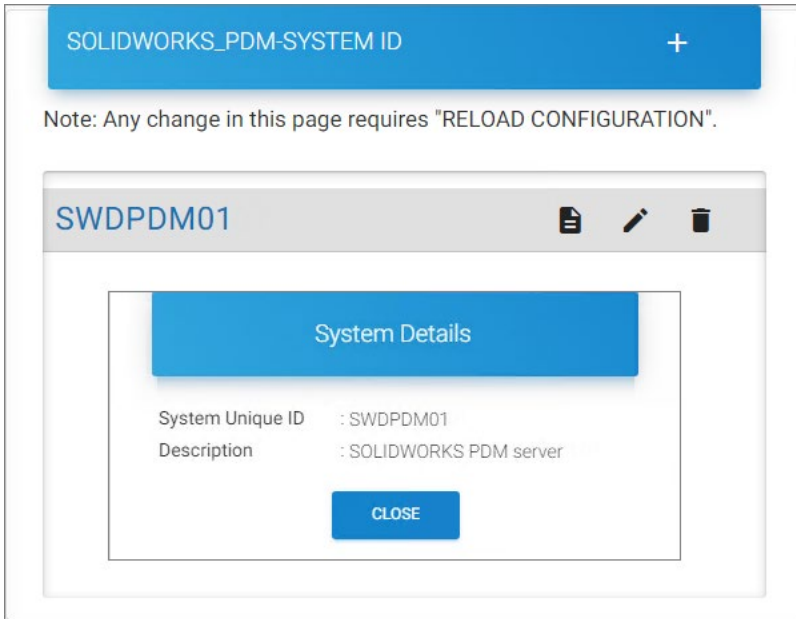 SOLIDWORKS_PDM-SYSTEM ID
Note: Any change in this page requires "RELOAD CONFIGURATION".
SWDPDM01
System Details
System Unique ID : SWDPDM01
Description : SOLIDWORKS PDM server
CLOSE